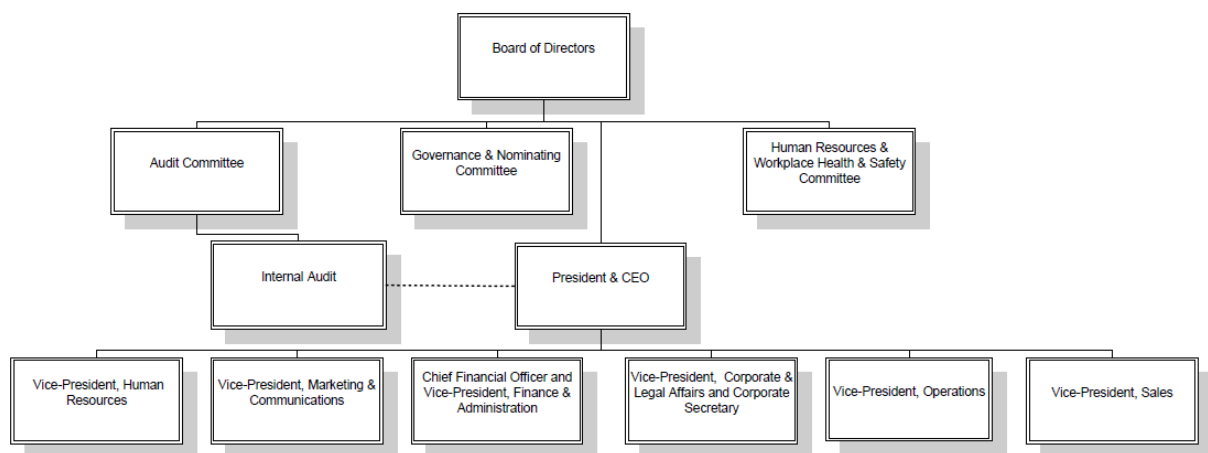 Board of Directors
Audit Committee
Governance & Nominating
Committee
Human Resources &
Workplace Health & Safety
Committee
Internal Audit
President & CEO
Vice-President, Human
Resources
Vice-President, Marketing &
Communications
Chief Financial Officer and
Vice-President, Finance &
Administration
Vice-President, Corporate &
Legal Affairs and Corporate
Secretary
Vice-President, Operations
Vice-President, Sales